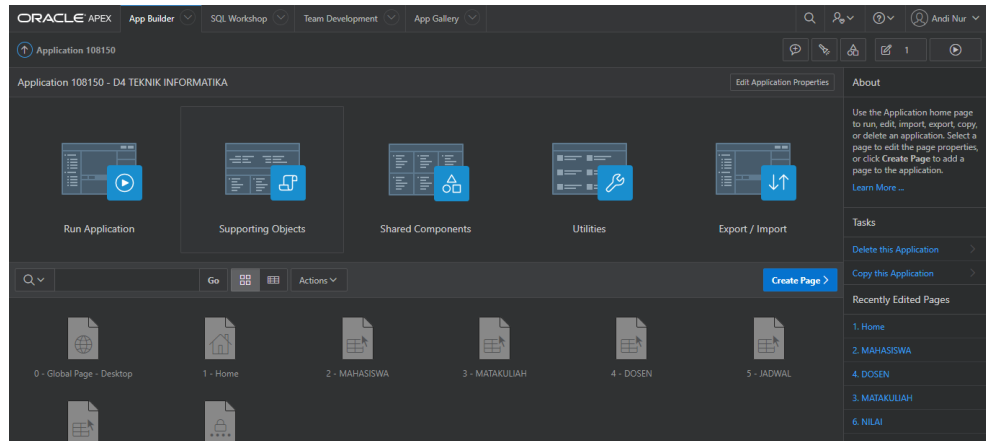 ORACLE APEX App Builder SQL Workshop Team Development App Gallery Andi Nur
Application 108150 1
Application 108150 - D4 TEKNIK INFORMATIKA Edit Application Properties
Run Application Supporting Objects Shared Components Utilities Export / Import
Go Actions Create Page
0 - Global Page - Desktop 1 - Home 2 - MAHASISWA 3 - MATAKULIAH 4 - DOSEN 5 - JADWAL
About
Use the Application home page
to run, edit, import, export, copy,
or delete an application. Select a
page to edit the page properties,
or click Create Page to add a
page to the application.
Learn More ...
Tasks
Delete this Application
Copy this Application
Recently Edited Pages
1. Home
2. MAHASISWA
4. DOSEN
3. MATAKULIAH
6. NILAI